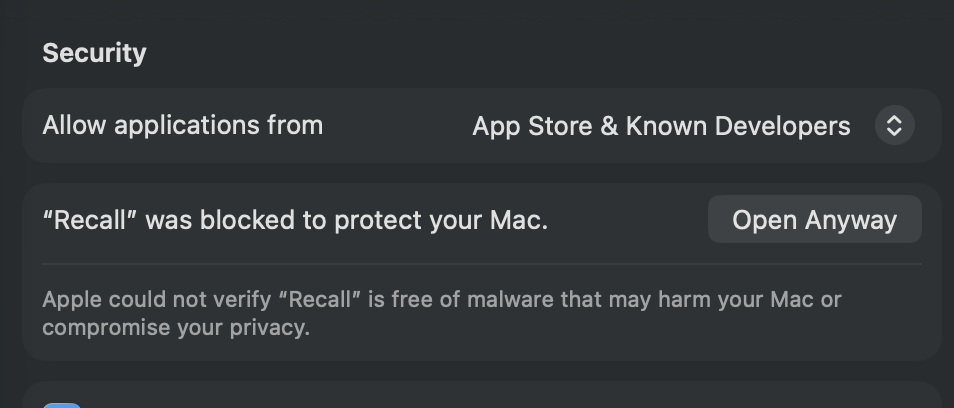 Security
Allow applications from App Store & Known Developers
“Recall” was blocked to protect your Mac. Open Anyway
Apple could not verify “Recall” is free of malware that may harm your Mac or
compromise your privacy.